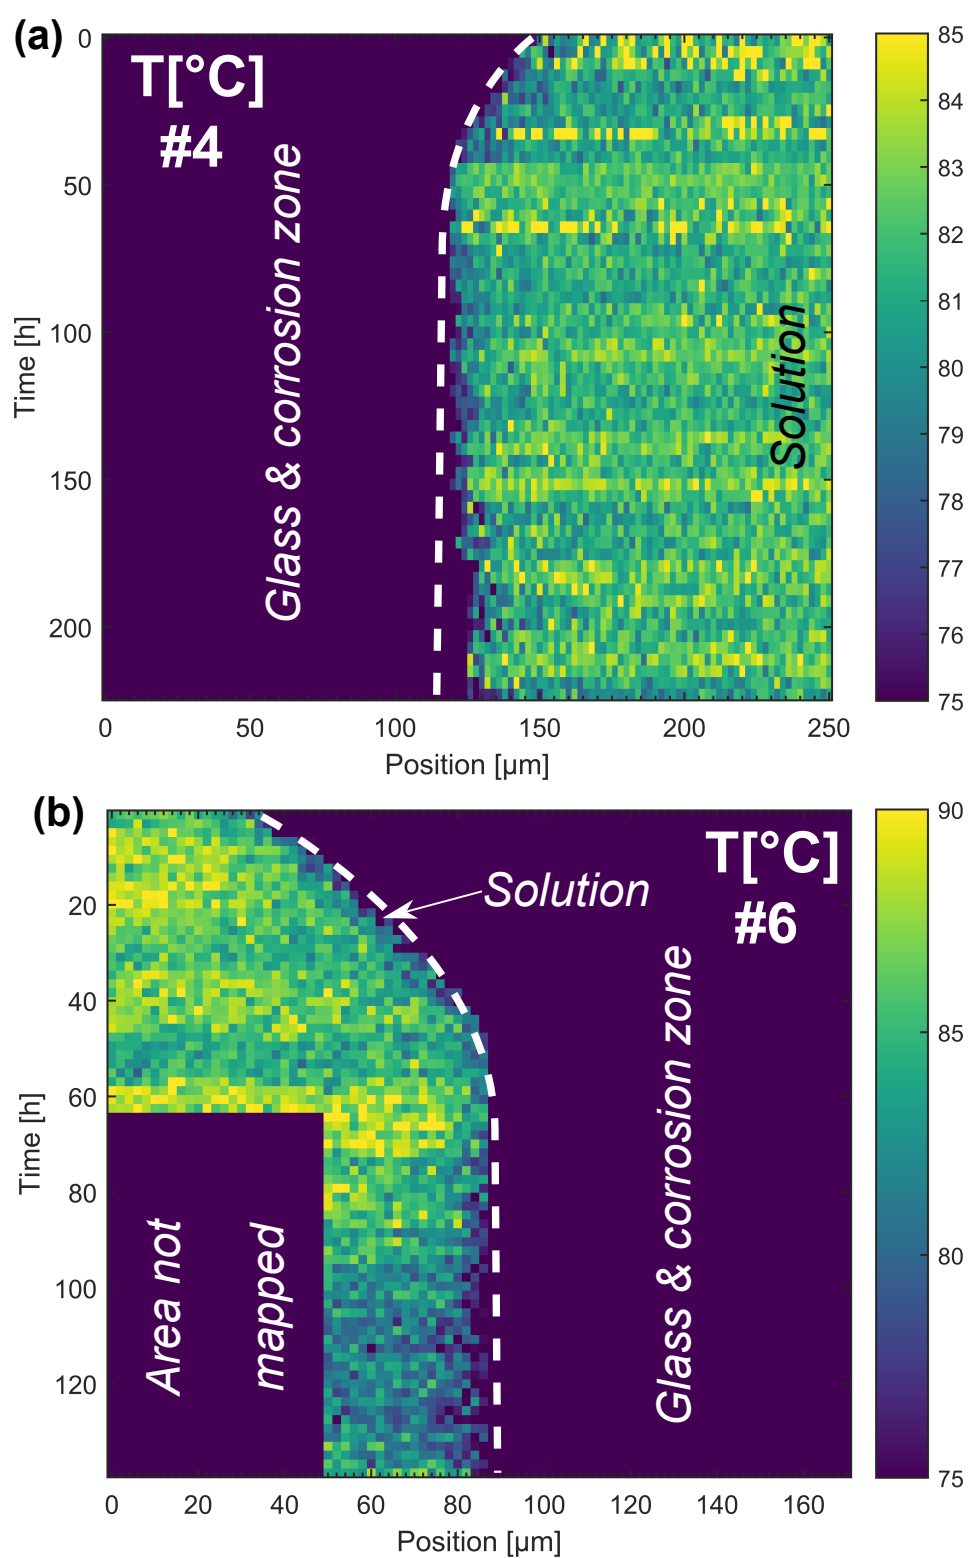 (a)
T[°C]
#4
Glass & corrosion zone
Solution
0
50
100
150
200
Time [h]
0 50 100 150 200 250
Position [µm]
85
84
83
82
81
80
79
78
77
76
75
(b)
T[°C]
#6
Solution
Glass & corrosion zone
Area not
mapped
20
40
60
80
100
120
Time [h]
0 20 40 60 80 100 120 140 160
Position [µm]
90
85
80
75